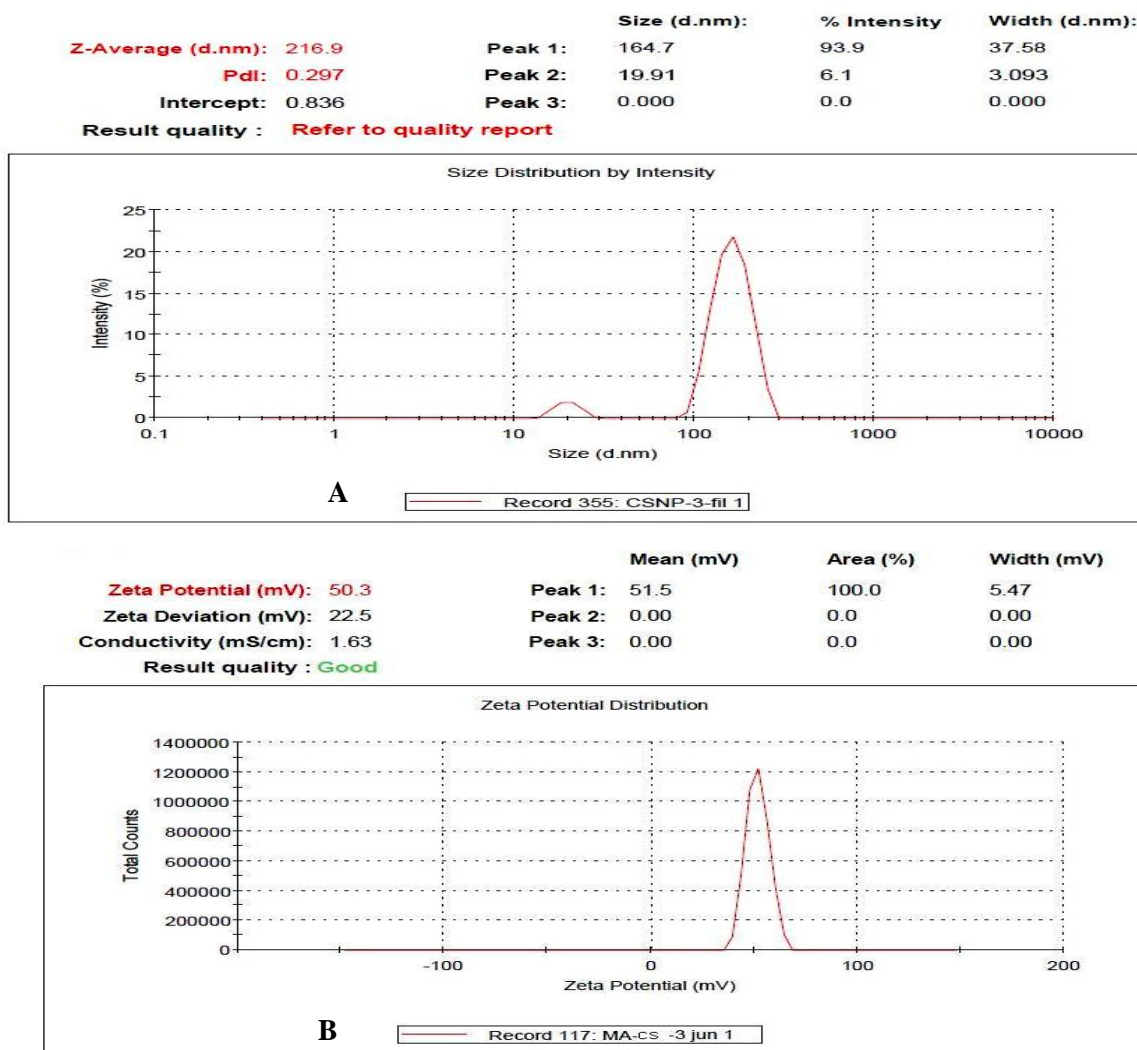 Size (d.nm): % Intensity Width (d.nm):
Z-Average (d.nm): 216.9 Peak 1: 164.7 93.9 37.58
PdI: 0.297 Peak 2: 19.91 6.1 3.093
Intercept: 0.836 Peak 3: 0.000 0.0 0.000
Result quality : Refer to quality report
Size Distribution by Intensity
25
20
15
10
5
0
Intensity (%)
0.1 1 10 100 1000 10000
Size (d.nm)
A
Record 355: CSNP-3-fil 1
Mean (mV) Area (%) Width (mV)
Zeta Potential (mV): 50.3 Peak 1: 51.5 100.0 5.47
Zeta Deviation (mV): 22.5 Peak 2: 0.00 0.0 0.00
Conductivity (mS/cm): 1.63 Peak 3: 0.00 0.0 0.00
Result quality : Good
Zeta Potential Distribution
1400000
1200000
1000000
800000
600000
400000
200000
0
Total Counts
-100 0 100 200
Zeta Potential (mV)
B
Record 117: MA-CS -3 jun 1